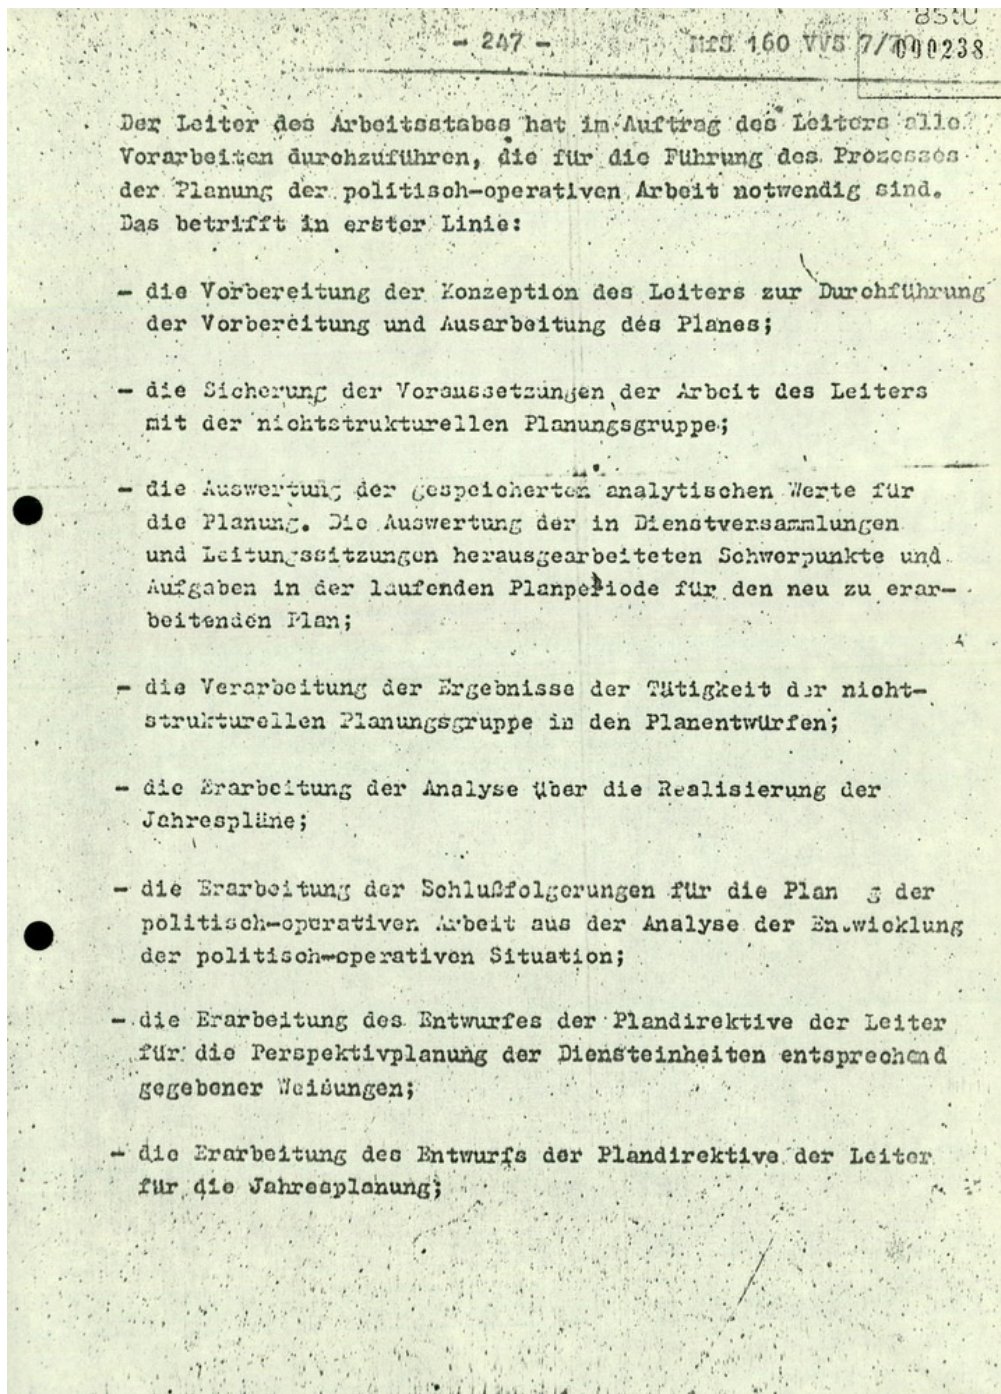 BStU
- 247 -
MfS 160 VVS 7/
000238
Der Leiter des Arbeitsstabes hat im Auftrag des Leiters alle
Vorarbeiten durchzuführen, die für die Führung des Prozesses
der Planung der politisch-operativen Arbeit notwendig sind.
Das betrifft in erster Linie:
- die Vorbereitung der Konzeption des Leiters zur Durchführung
der Vorbereitung und Ausarbeitung des Planes;
- die Sicherung der Voraussetzungen der Arbeit des Leiters
mit der nichtstrukturellen Planungsgruppe;
- die Auswertung der gespeicherten analytischen Werte für
die Planung. Die Auswertung der in Dienstversammlungen
und Leitungssitzungen herausgearbeiteten Schwerpunkte und
Aufgaben in der laufenden Planperiode für den neu zu erar-
beitenden Plan;
- die Verarbeitung der Ergebnisse der Tätigkeit der nicht-
strukturellen Planungsgruppe in den Planentwürfen;
- die Erarbeitung der Analyse über die Realisierung der
Jahrespläne;
- die Erarbeitung der Schlußfolgerungen für die Plan g der
politisch-operativen Arbeit aus der Analyse der Entwicklung
der politisch-operativen Situation;
- die Erarbeitung des Entwurfes der Plandirektive der Leiter
für die Perspektivplanung der Diensteinheiten entsprechend
gegebener Weisungen;
- die Erarbeitung des Entwurfs der Plandirektive der Leiter
für die Jahresplanung;